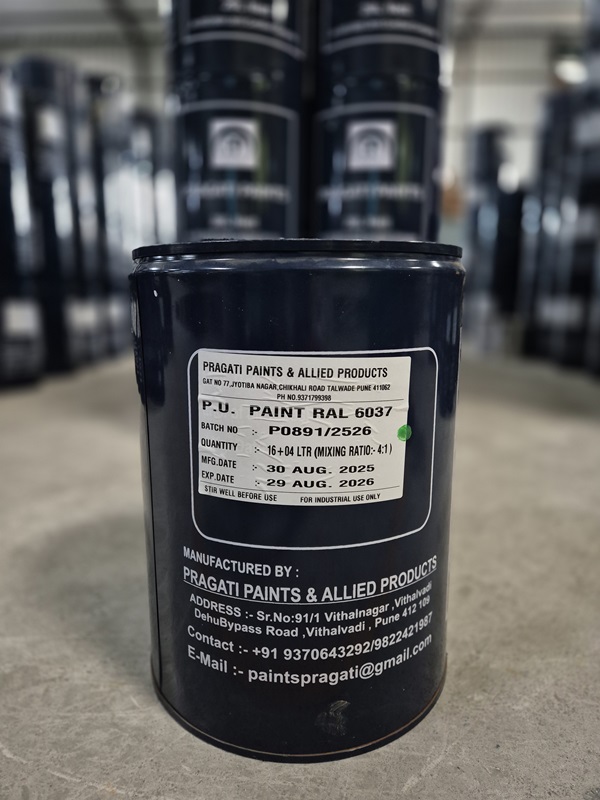 PRAGATI PAINTS & ALLIED PRODUCTS
GAT NO 77,JYOTIBA NAGAR,CHIKHALI ROAD TALWADE-PUNE 411062
PH NO.9371799398
P.U. PAINT RAL 6037
BATCH NO :- P0891/2526
QUANTITY :- 16+04 LTR (MIXING RATIO:- 4:1)
MFG.DATE :- 30 AUG. 2025
EXP.DATE :- 29 AUG. 2026
STIR WELL BEFORE USE FOR INDUSTRIAL USE ONLY
MANUFACTURED BY :
PRAGATI PAINTS & ALLIED PRODUCTS
ADDRESS :- Sr.No:91/1 Vithalnagar ,Vithalvadi
DehuBypass Road ,Vithalvadi , Pune 412 109
Contact :- +91 9370643292/9822421987
E-Mail :- paintspragati@gmail.com